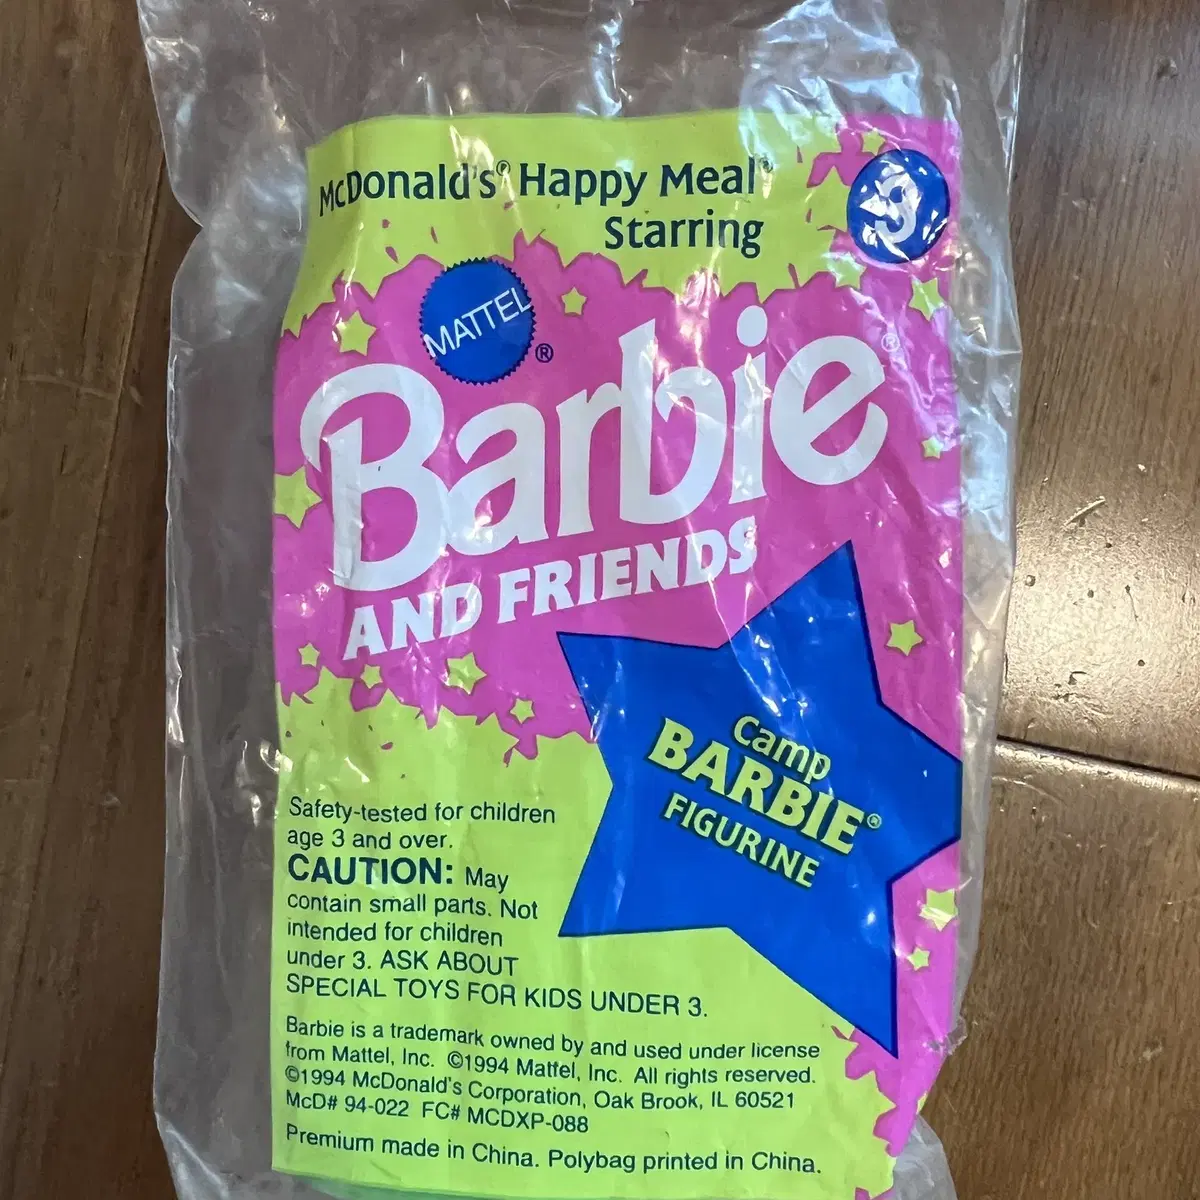 McDonald's® Happy Meal®
Starring
MATTEL
®
Barbie®
AND FRIENDS
Camp
BARBIE®
FIGURINE
Safety-tested for children
age 3 and over.
CAUTION: May
contain small parts. Not
intended for children
under 3. ASK ABOUT
SPECIAL TOYS FOR KIDS UNDER 3.
Barbie is a trademark owned by and used under license
from Mattel, Inc. ©1994 Mattel, Inc. All rights reserved.
©1994 McDonald's Corporation, Oak Brook, IL 60521
McD# 94-022 FC# MCDXP-088
Premium made in China. Polybag printed in China.